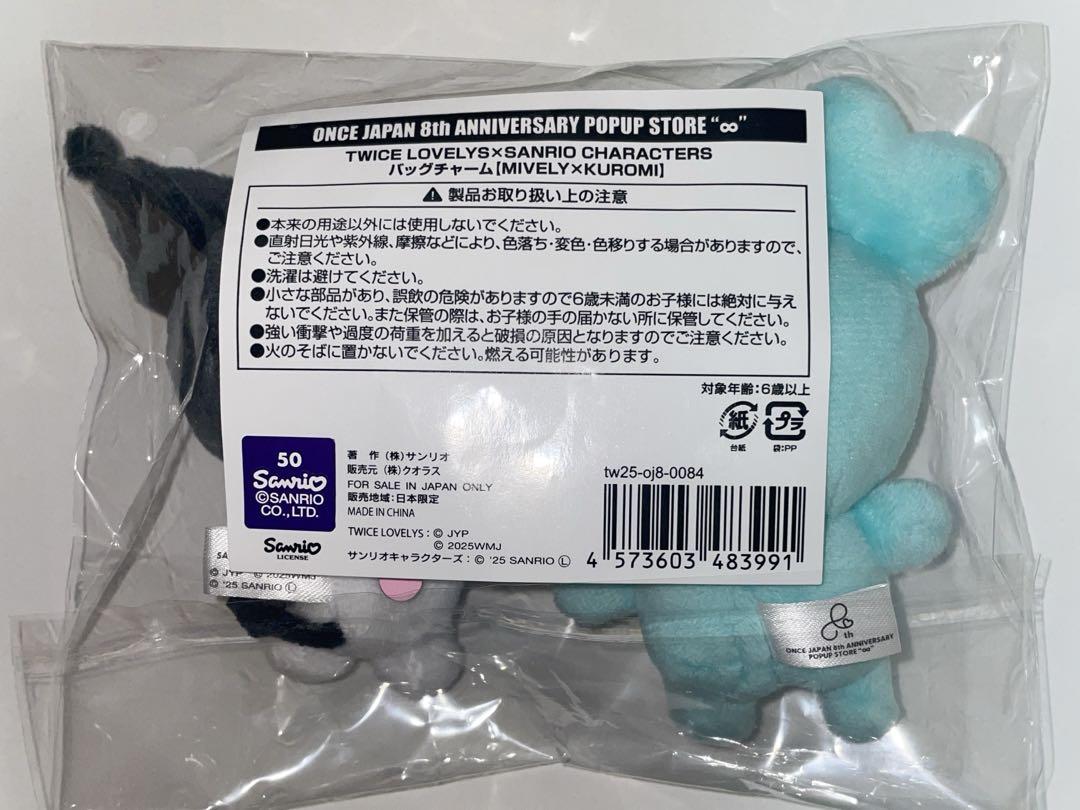 ONCE JAPAN 8th ANNIVERSARY POPUP STORE "∞"
TWICE LOVELYS×SANRIO CHARACTERS
バッグチャーム【MIVELY×KUROMI】
⚠ 製品お取り扱い上の注意
●本来の用途以外には使用しないでください。
●直射日光や紫外線、摩擦などにより、色落ち・変色・色移りする場合がありますので、
ご注意ください。
●洗濯は避けてください。
●小さな部品があり、誤飲の危険がありますので6歳未満のお子様には絶対に与え
ないでください。また保管の際は、お子様の手の届かない所に保管してください。
●強い衝撃や過度の荷重を加えると破損の原因となりますのでご注意ください。
●火のそばに置かないでください。燃える可能性があります。
対象年齢:6歳以上
紙
プラ
台紙
袋:PP
50
Sanrio
©SANRIO
CO., LTD.
Sanrio
LICENSE
著 作 (株)サンリオ
販売元 (株)クオラス
FOR SALE IN JAPAN ONLY
販売地域:日本限定
MADE IN CHINA
TWICE LOVELYS:© JYP
© 2025WMJ
サンリオキャラクターズ:© '25 SANRIO Ⓛ
tw25-oj8-0084
4 573603 483991
SA
© JYP © 2025WMJ
© '25 SANRIO Ⓛ
8th
ONCE JAPAN 8th ANNIVERSARY
POPUP STORE "∞"